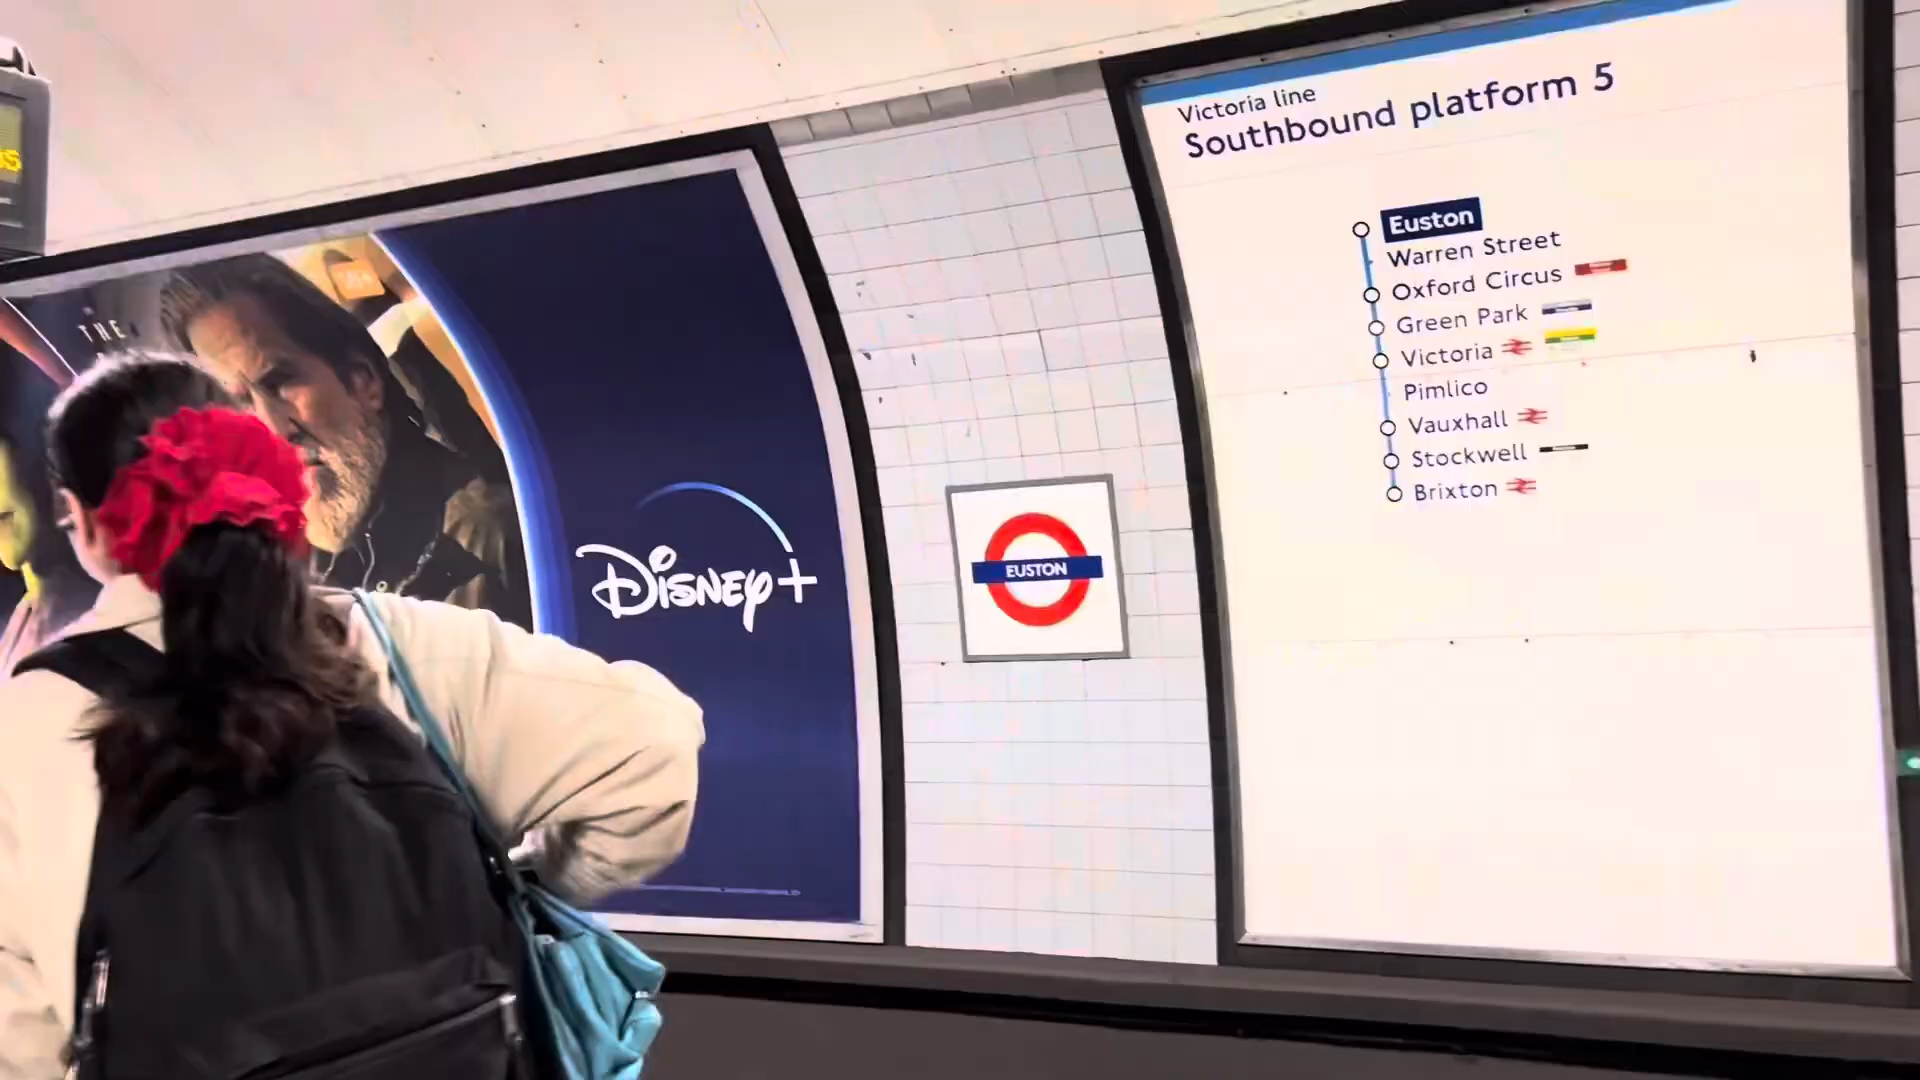 THE
Disney+
EUSTON
Victoria line
Southbound platform 5
Euston
Warren Street
Oxford Circus
Green Park
Victoria
Pimlico
Vauxhall
Stockwell
Brixton